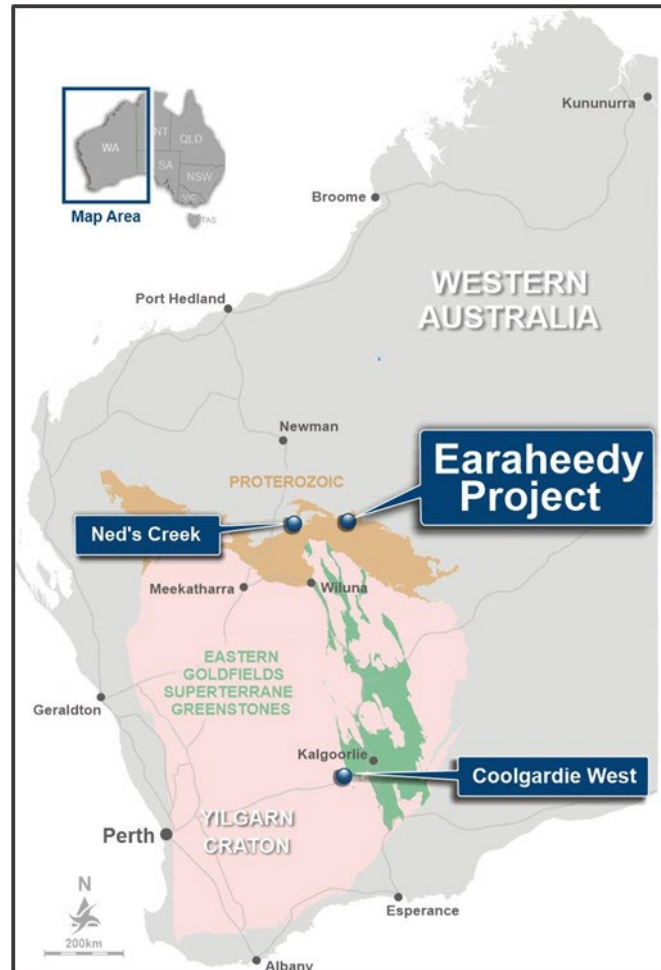 Kununurra
WA
NT
QLD
SA
NSW
VIC
TAS
Map Area
Broome
WESTERN
AUSTRALIA
Port Hedland
Newman
PROTEROZOIC
Earaheedy
Project
Ned's Creek
Meekatharra
Wiluna
EASTERN
GOLDFIELDS
SUPERTERRANE
GREENSTONES
Geraldton
Kalgoorlie
Coolgardie West
YILGARN
CRATON
Perth
N
200km
Esperance
Albany